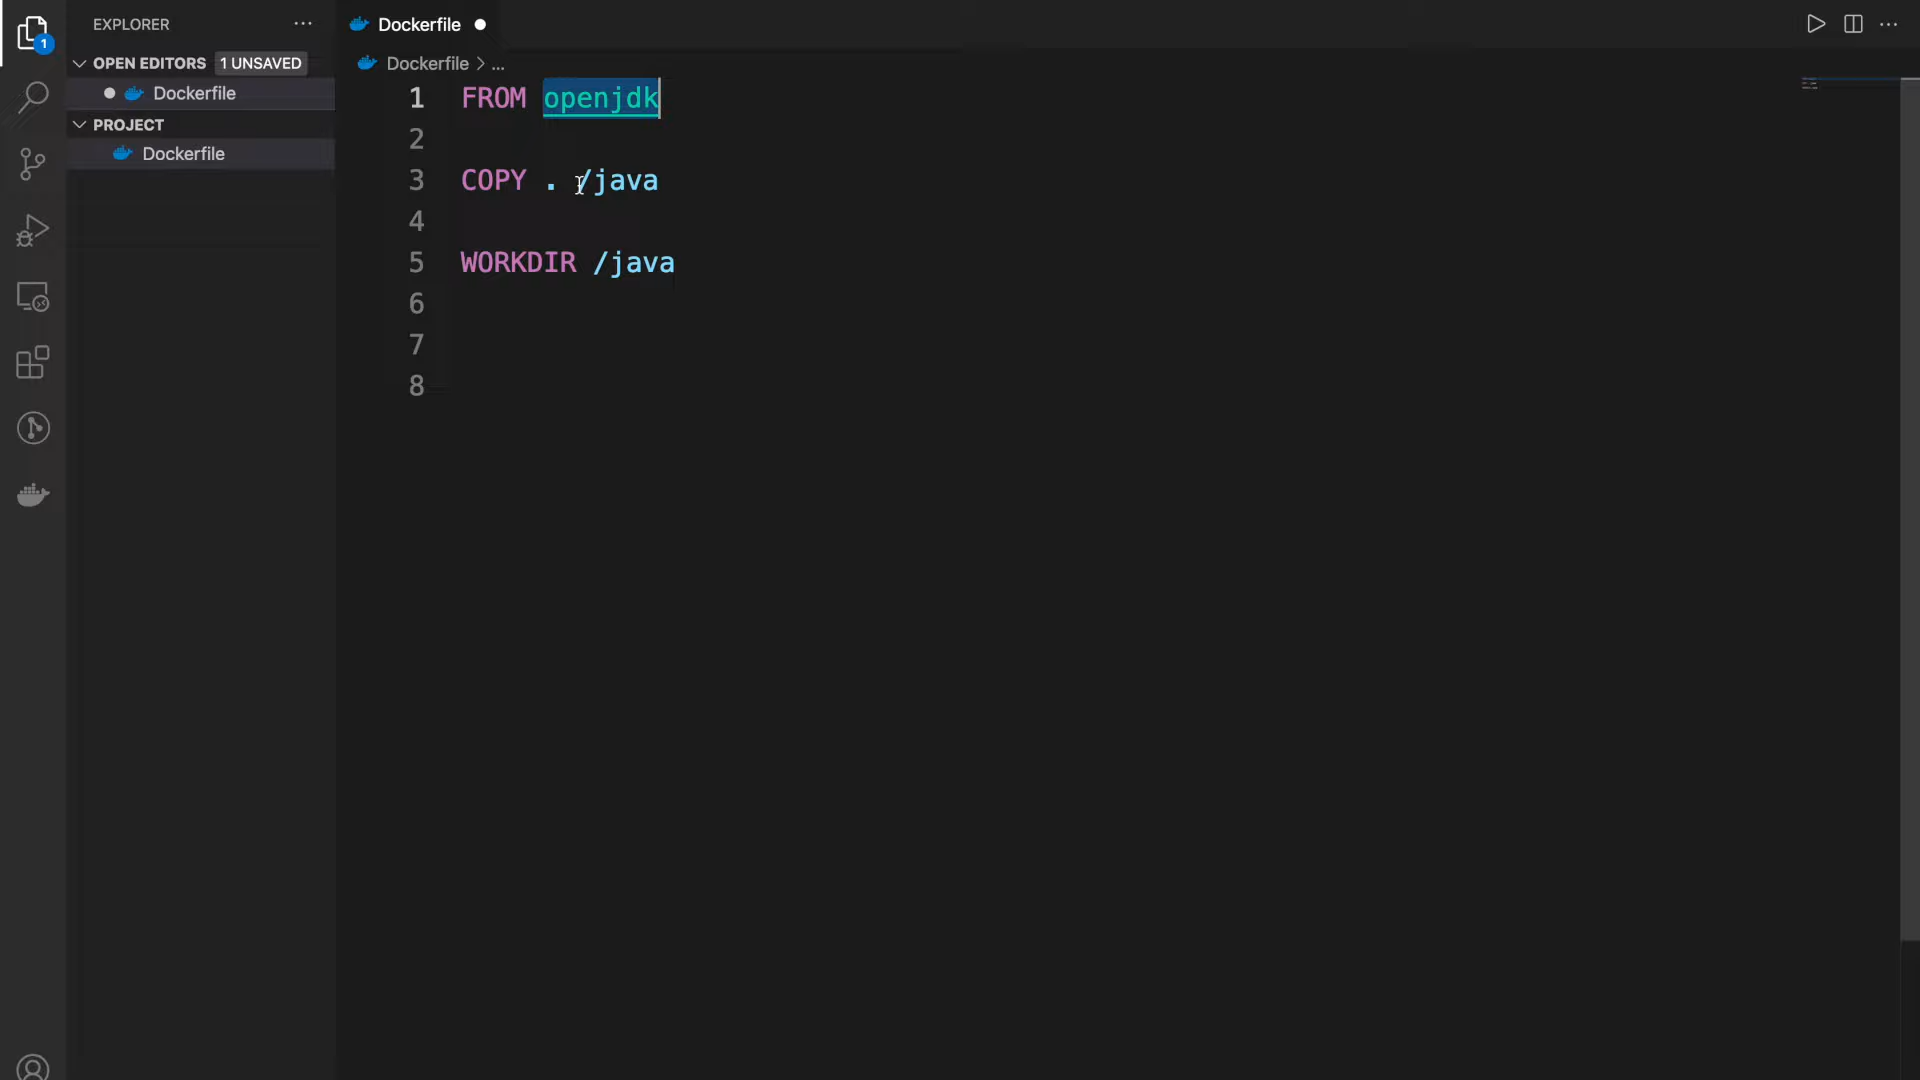 EXPLORER
Dockerfile
1
OPEN EDITORS 1 UNSAVED
Dockerfile > ...
Dockerfile
PROJECT
Dockerfile
1 FROM openjdk
2
3 COPY . /java
4
5 WORKDIR /java
6
7
8